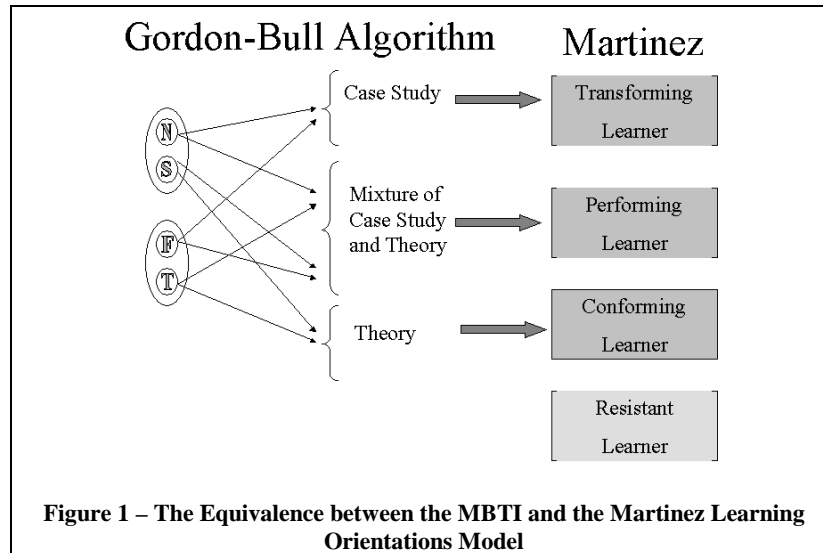 Gordon-Bull Algorithm
Martinez
N
S
F
T
Case Study
Mixture of
Case Study
and Theory
Theory
Transforming
Learner
Performing
Learner
Conforming
Learner
Resistant
Learner
Figure 1 – The Equivalence between the MBTI and the Martinez Learning
Orientations Model